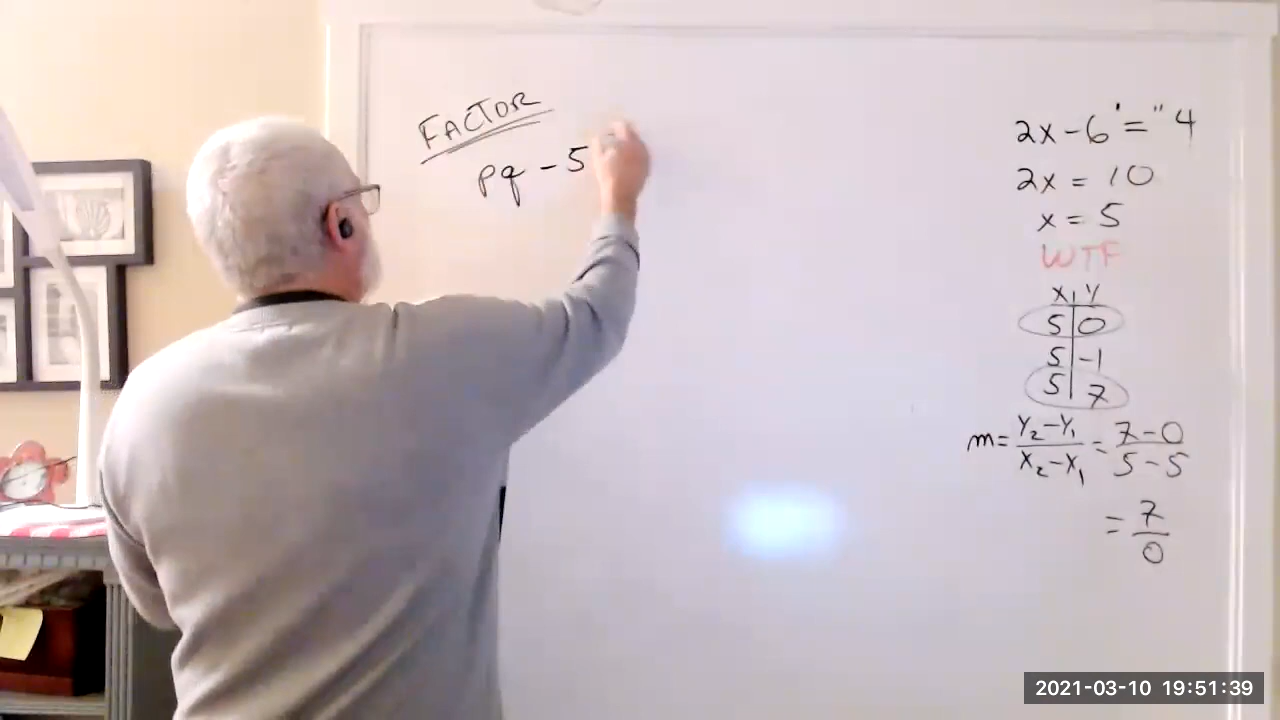 FACTOR
pq - 5
2x - 6 '=" 4
2x = 10
x = 5
WTF
X Y
5 0
5 -1
5 7
m = Y₂-Y₁/X₂-X₁ = 7-0/5-5
= 7/0
2021-03-10 19:51:39